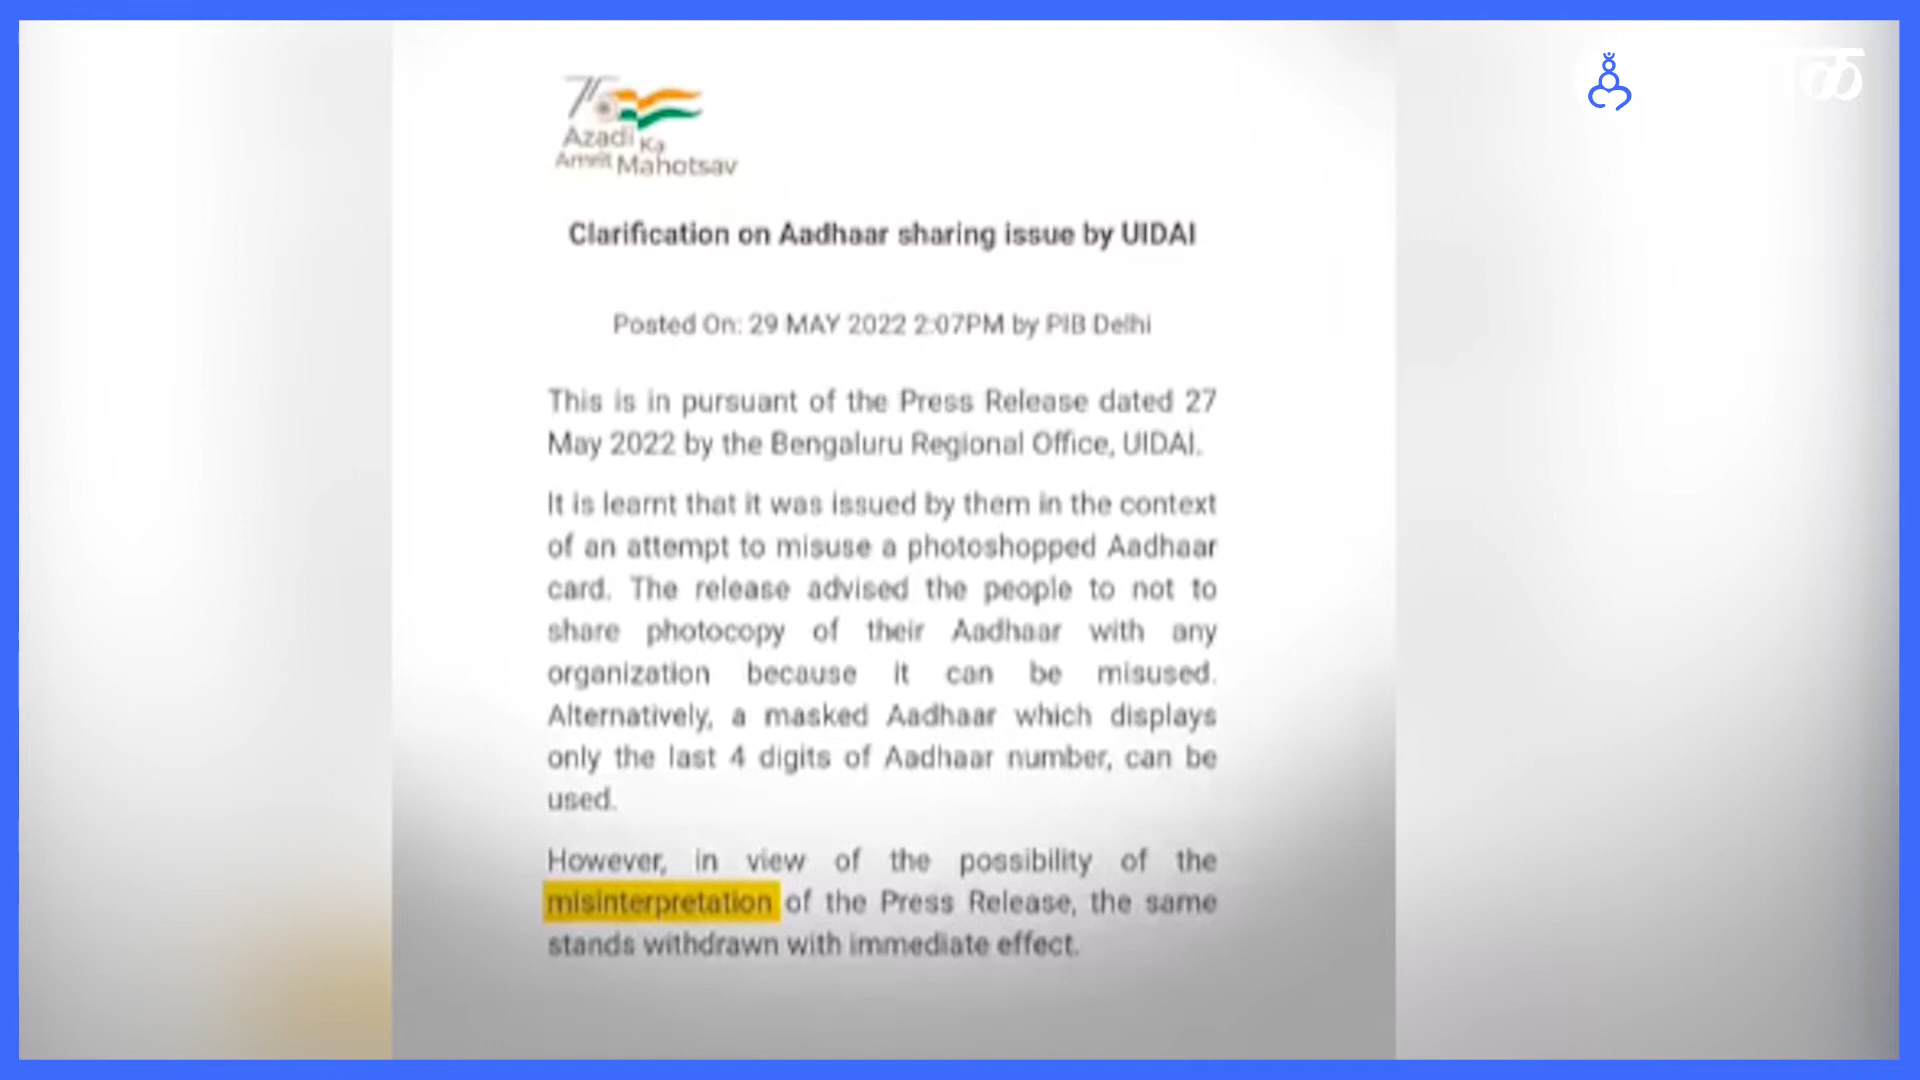 75
Azadi Ka
Amrit Mahotsav
Tak
Clarification on Aadhaar sharing issue by UIDAI
Posted On: 29 MAY 2022 2:07PM by PIB Delhi
This is in pursuant of the Press Release dated 27
May 2022 by the Bengaluru Regional Office, UIDAI.
It is learnt that it was issued by them in the context
of an attempt to misuse a photoshopped Aadhaar
card. The release advised the people to not to
share photocopy of their Aadhaar with any
organization because it can be misused.
Alternatively, a masked Aadhaar which displays
only the last 4 digits of Aadhaar number, can be
used.
However, in view of the possibility of the
misinterpretation of the Press Release, the same
stands withdrawn with immediate effect.